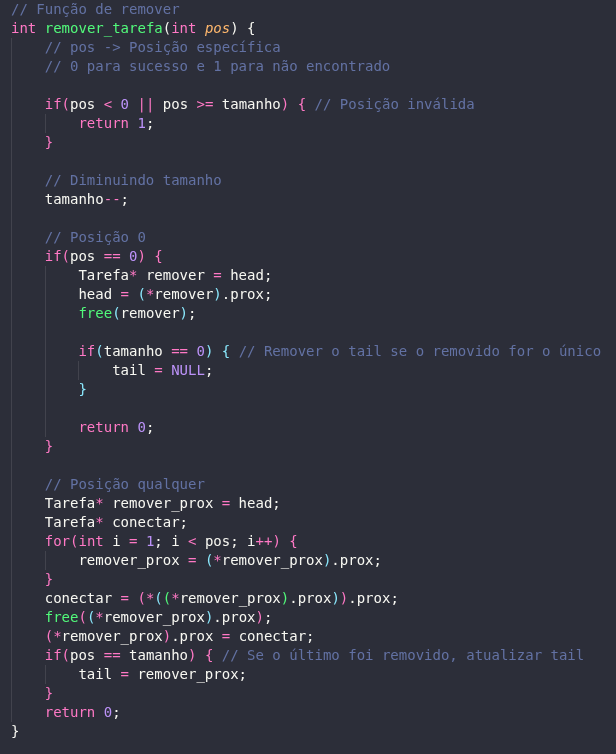 // Função de remover
int remover_tarefa(int pos) {
    // pos -> Posição específica
    // 0 para sucesso e 1 para não encontrado

    if(pos < 0 || pos >= tamanho) { // Posição inválida
        return 1;
    }

    // Diminuindo tamanho
    tamanho--;

    // Posição 0
    if(pos == 0) {
        Tarefa* remover = head;
        head = (*remover).prox;
        free(remover);

        if(tamanho == 0) { // Remover o tail se o removido for o único
            tail = NULL;
        }

        return 0;
    }

    // Posição qualquer
    Tarefa* remover_prox = head;
    Tarefa* conectar;
    for(int i = 1; i < pos; i++) {
        remover_prox = (*remover_prox).prox;
    }
    conectar = (*((*remover_prox).prox)).prox;
    free((*remover_prox).prox);
    (*remover_prox).prox = conectar;
    if(pos == tamanho) { // Se o último foi removido, atualizar tail
        tail = remover_prox;
    }
    return 0;
}